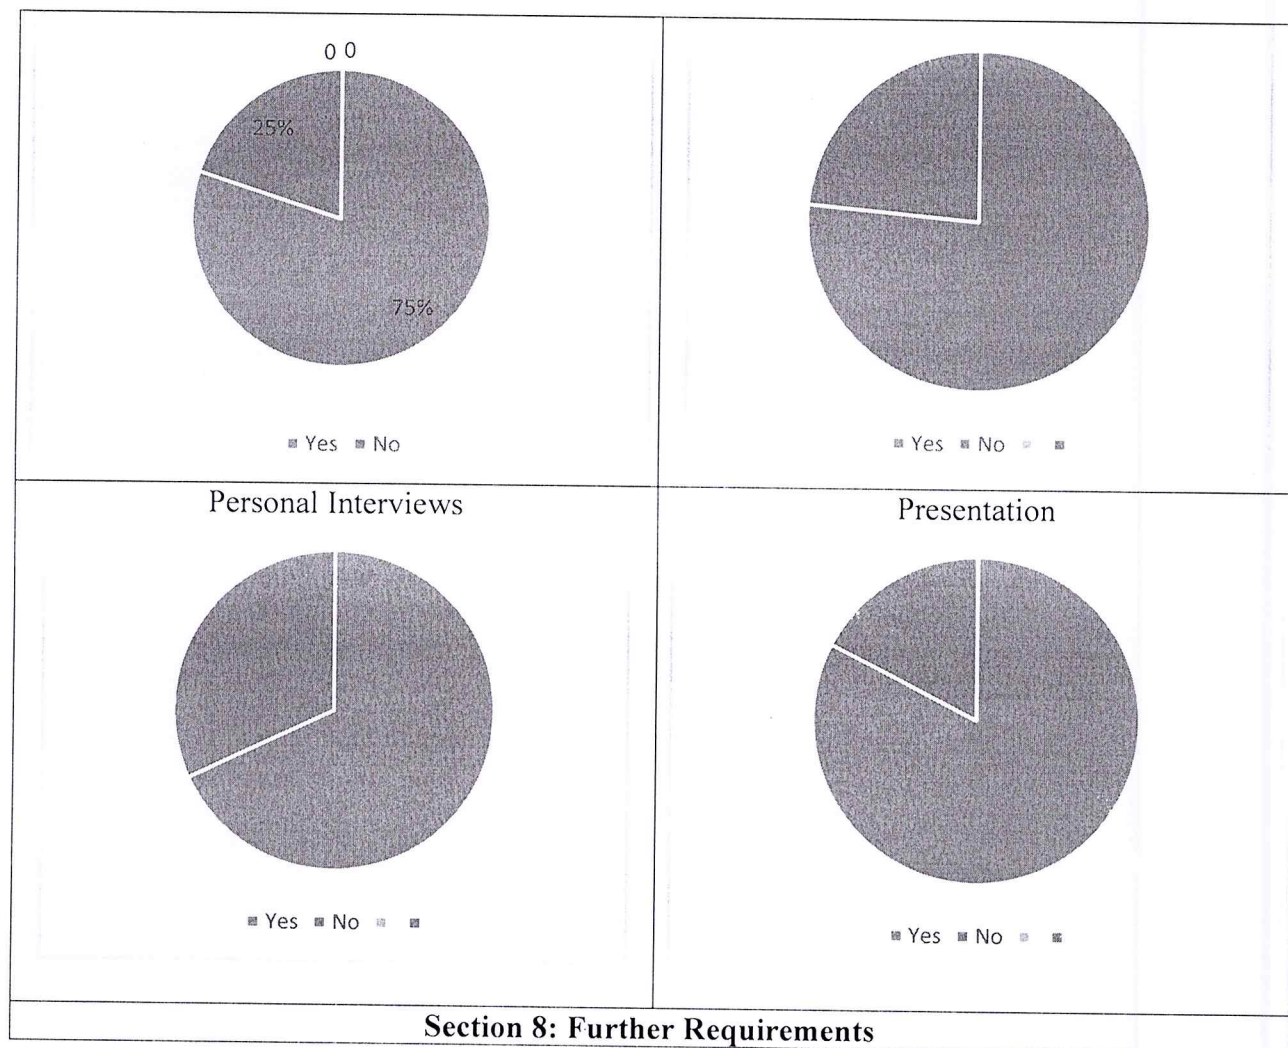 0 0
25%
75%
Yes No
Yes No
Personal Interviews
Presentation
Yes No
Yes No
Section 8: Further Requirements